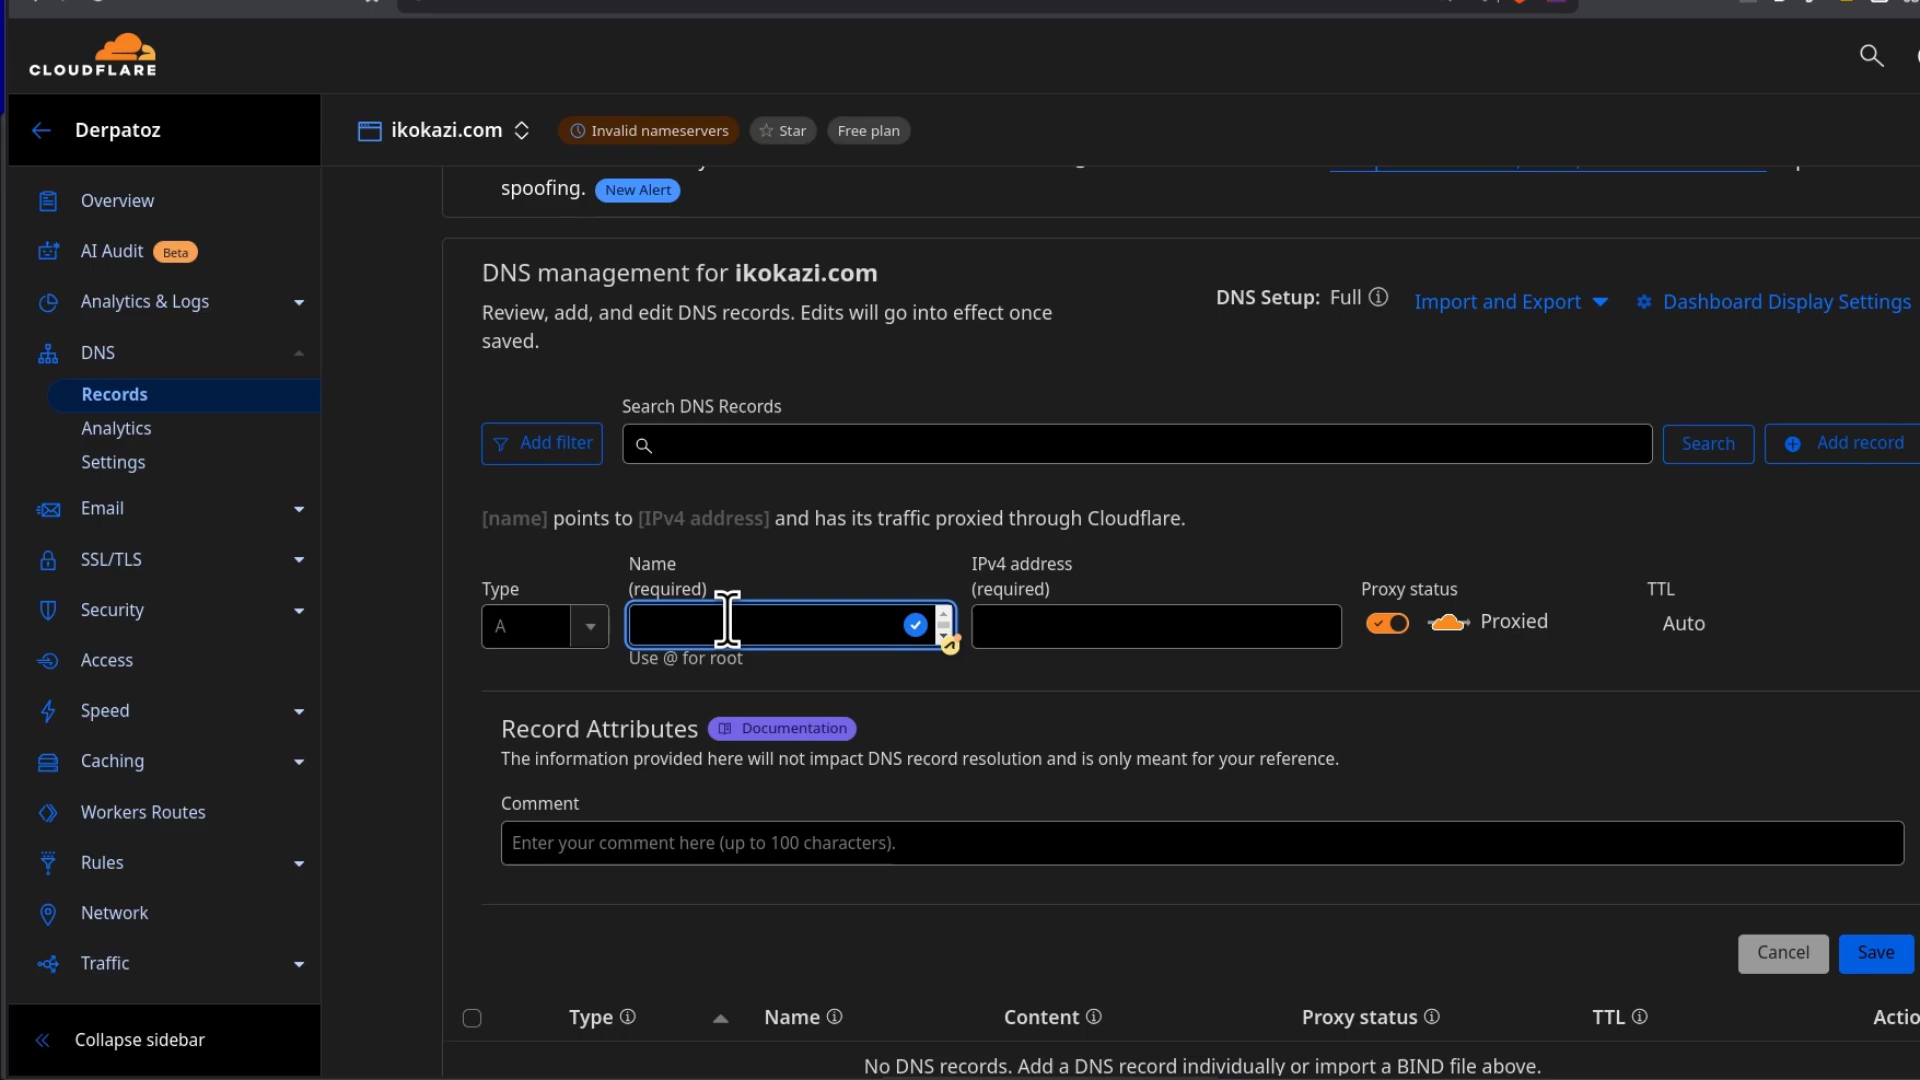 CLOUDFLARE
Derpatoz
ikokazi.com
Invalid nameservers
Star
Free plan
Overview
AI Audit Beta
Analytics & Logs
DNS
Records
Analytics
Settings
Email
SSL/TLS
Security
Access
Speed
Caching
Workers Routes
Rules
Network
Traffic
Collapse sidebar
spoofing. New Alert
DNS management for ikokazi.com
Review, add, and edit DNS records. Edits will go into effect once
saved.
DNS Setup: Full
Import and Export
Dashboard Display Settings
Search DNS Records
Add filter
Search
Add record
[name] points to [IPv4 address] and has its traffic proxied through Cloudflare.
Type
A
Name
(required)
Use @ for root
IPv4 address
(required)
Proxy status
Proxied
TTL
Auto
Record Attributes Documentation
The information provided here will not impact DNS record resolution and is only meant for your reference.
Comment
Enter your comment here (up to 100 characters).
Cancel
Save
Type Name Content Proxy status TTL Actio
No DNS records. Add a DNS record individually or import a BIND file above.